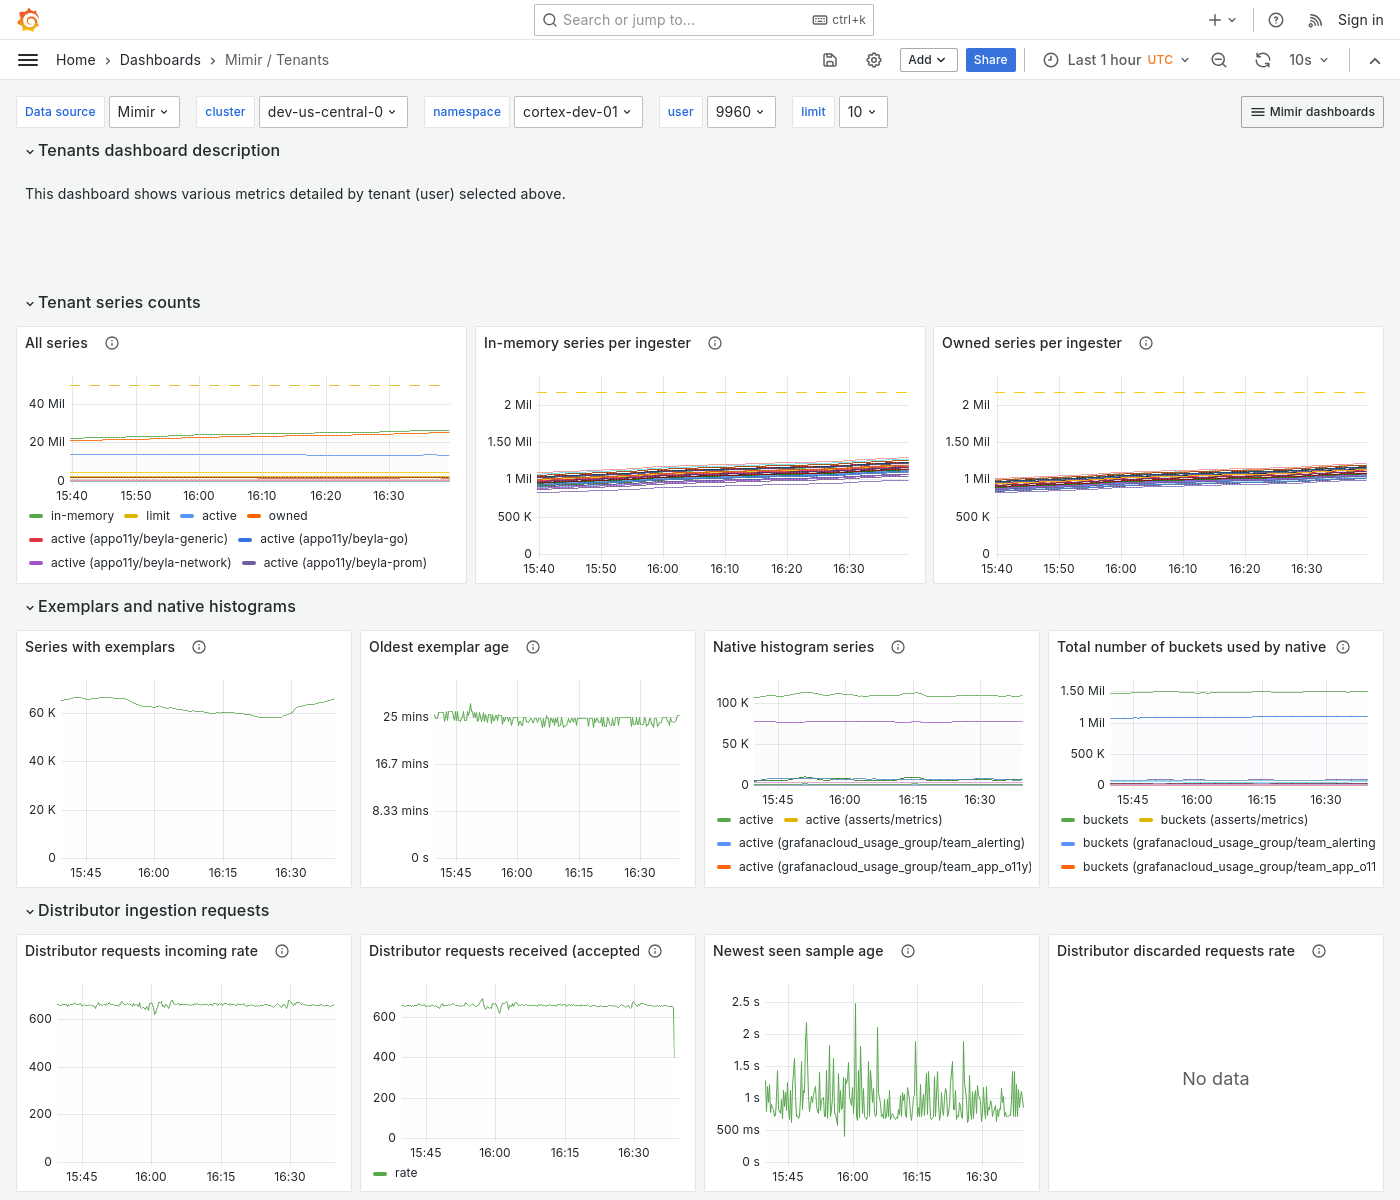 Search or jump to... ctrl+k Sign in
Home › Dashboards › Mimir / Tenants Add Share Last 1 hour UTC 10s
Data source Mimir cluster dev-us-central-0 namespace cortex-dev-01 user 9960 limit 10 Mimir dashboards
Tenants dashboard description
This dashboard shows various metrics detailed by tenant (user) selected above.
Tenant series counts
All series
40 Mil
20 Mil
0
15:40 15:50 16:00 16:10 16:20 16:30
in-memory limit active owned
active (appo11y/beyla-generic) active (appo11y/beyla-go)
active (appo11y/beyla-network) active (appo11y/beyla-prom)
In-memory series per ingester
2 Mil
1.50 Mil
1 Mil
500 K
0
15:40 15:50 16:00 16:10 16:20 16:30
Owned series per ingester
2 Mil
1.50 Mil
1 Mil
500 K
0
15:40 15:50 16:00 16:10 16:20 16:30
Exemplars and native histograms
Series with exemplars
60 K
40 K
20 K
0
15:45 16:00 16:15 16:30
Oldest exemplar age
25 mins
16.7 mins
8.33 mins
0 s
15:45 16:00 16:15 16:30
Native histogram series
100 K
50 K
0
15:45 16:00 16:15 16:30
active active (asserts/metrics)
active (grafanacloud_usage_group/team_alerting)
active (grafanacloud_usage_group/team_app_o11y)
Total number of buckets used by native
1.50 Mil
1 Mil
500 K
0
15:45 16:00 16:15 16:30
buckets buckets (asserts/metrics)
buckets (grafanacloud_usage_group/team_alerting
buckets (grafanacloud_usage_group/team_app_o11
Distributor ingestion requests
Distributor requests incoming rate
600
400
200
0
15:45 16:00 16:15 16:30
Distributor requests received (accepted
600
400
200
0
15:45 16:00 16:15 16:30
rate
Newest seen sample age
2.5 s
2 s
1.5 s
1 s
500 ms
0 s
15:45 16:00 16:15 16:30
Distributor discarded requests rate
No data